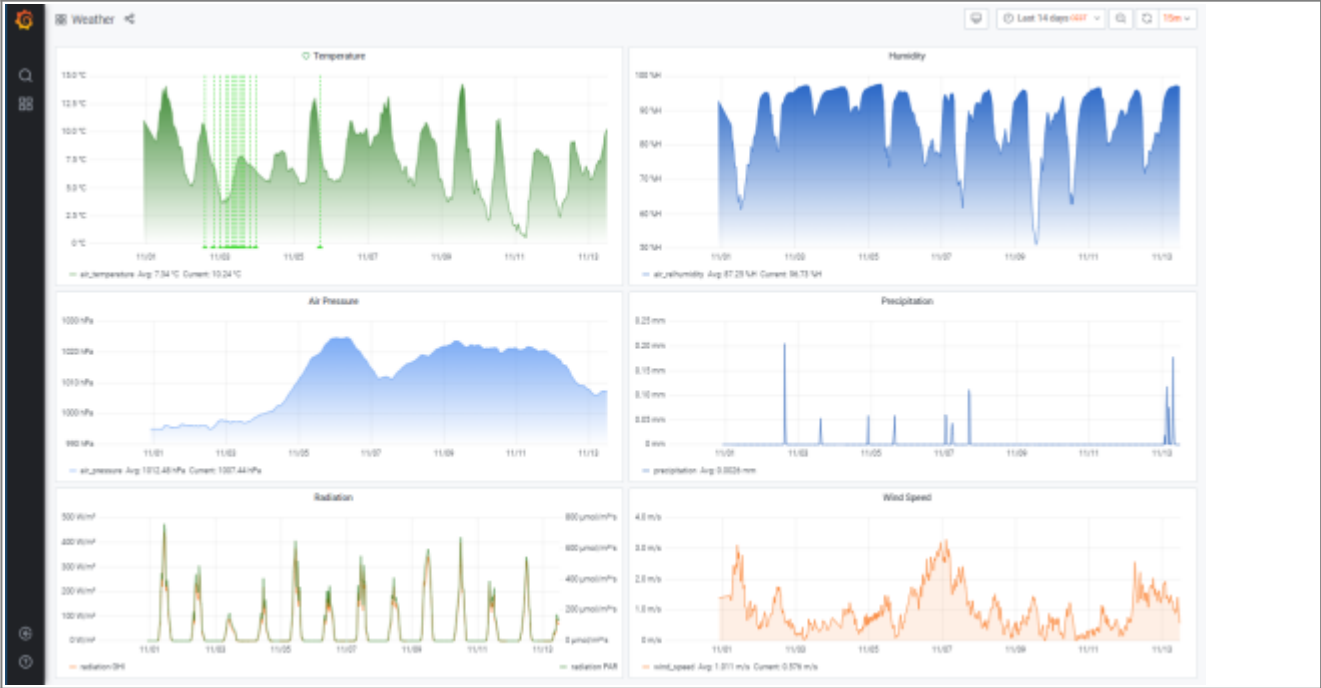 Weather
Last 14 days CEST
15m
Temperature
15.0 °C
12.5 °C
10.0 °C
7.5 °C
5.0 °C
2.5 °C
0 °C
11/01 11/03 11/05 11/07 11/09 11/11 11/13
air_temperature Avg: 7.34 °C Current: 10.24 °C
Humidity
100 %H
90 %H
80 %H
70 %H
60 %H
50 %H
11/01 11/03 11/05 11/07 11/09 11/11 11/13
air_relhumidity Avg: 87.25 %H Current: 96.73 %H
Air Pressure
1030 hPa
1020 hPa
1010 hPa
1000 hPa
990 hPa
11/01 11/03 11/05 11/07 11/09 11/11 11/13
air_pressure Avg: 1012.48 hPa Current: 1007.44 hPa
Precipitation
0.25 mm
0.20 mm
0.15 mm
0.10 mm
0.05 mm
0 mm
11/01 11/03 11/05 11/07 11/09 11/11 11/13
precipitation Avg: 0.0026 mm
Radiation
500 W/m²
400 W/m²
300 W/m²
200 W/m²
100 W/m²
0 W/m²
800 μmol/m²s
600 μmol/m²s
400 μmol/m²s
200 μmol/m²s
0 μmol/m²s
11/01 11/03 11/05 11/07 11/09 11/11 11/13
radiation GHI
radiation PAR
Wind Speed
4.0 m/s
3.0 m/s
2.0 m/s
1.0 m/s
0 m/s
11/01 11/03 11/05 11/07 11/09 11/11 11/13
wind_speed Avg: 1.011 m/s Current: 0.576 m/s